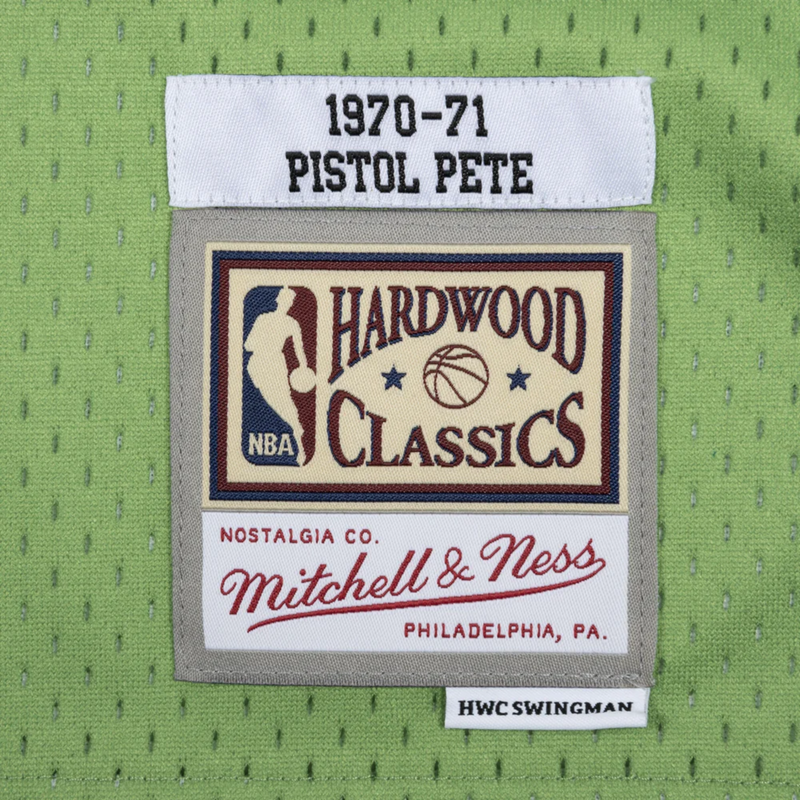 1970-71
PISTOL PETE
HARDWOOD
CLASSICS
NBA
NOSTALGIA CO.
Mitchell & Ness
PHILADELPHIA, PA.
HWC SWINGMAN